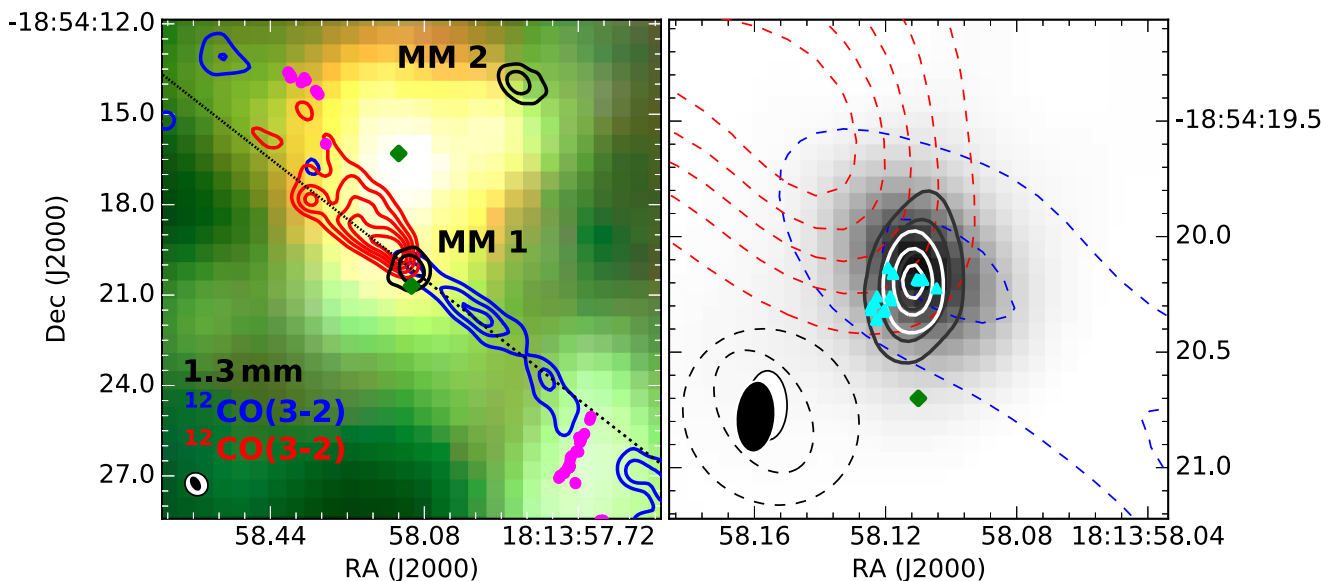 -18:54:12.0
15.0
18.0
21.0
24.0
27.0
Dec (J2000)
MM 2
MM 1
1.3 mm
12CO(3-2)
12CO(3-2)
58.44
58.08
18:13:57.72
RA (J2000)
-18:54:19.5
20.0
20.5
21.0
58.16
58.12
58.08
18:13:58.04
RA (J2000)